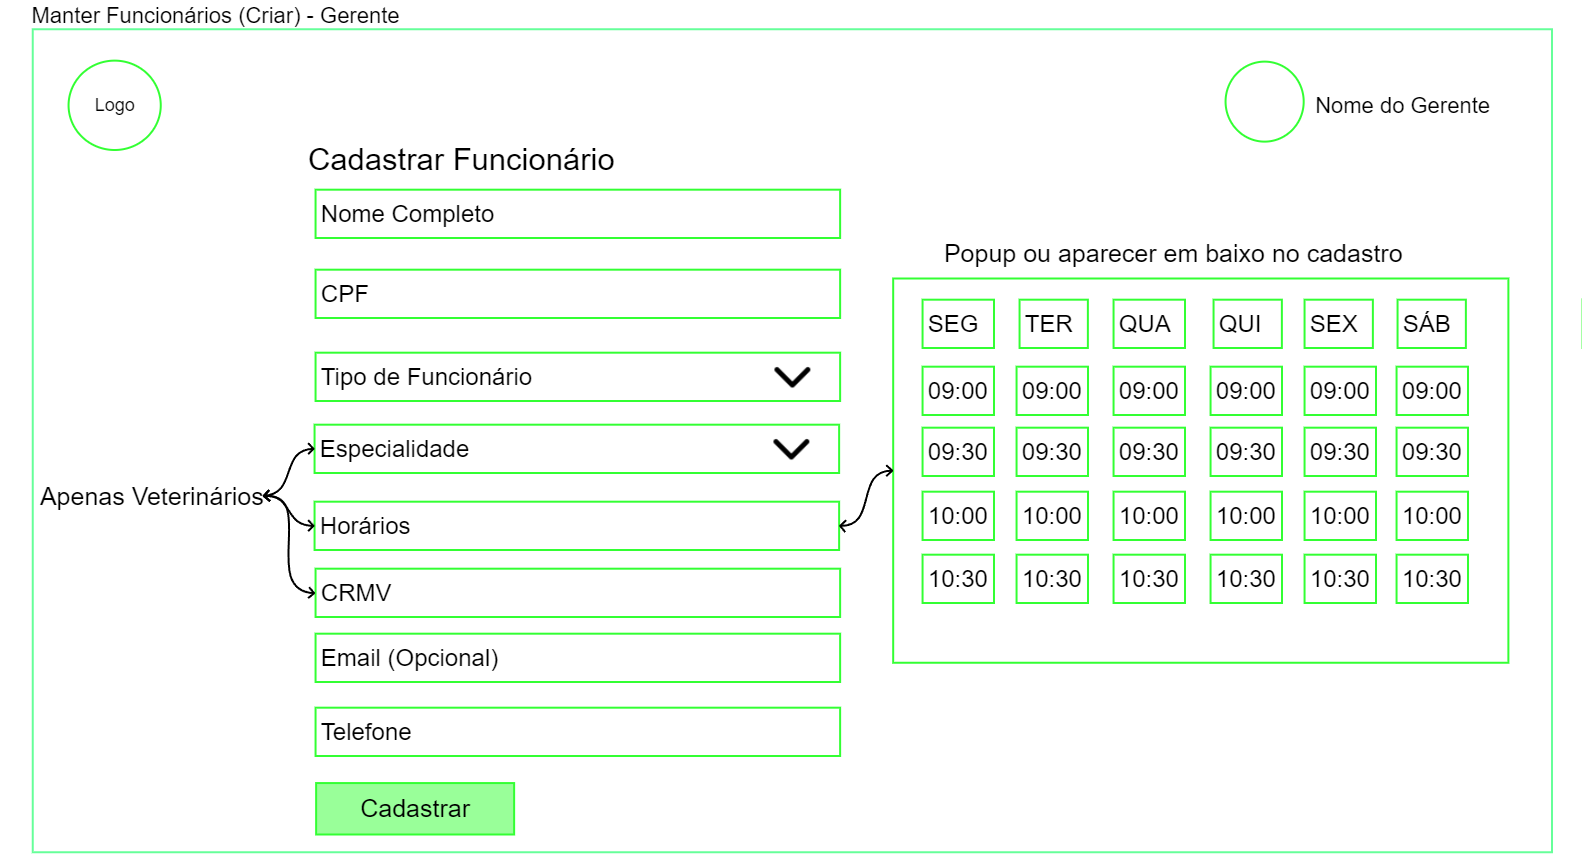 Manter Funcionários (Criar) - Gerente
Logo
Nome do Gerente
Cadastrar Funcionário
Nome Completo
CPF
Tipo de Funcionário
Especialidade
Apenas Veterinários
Horários
CRMV
Email (Opcional)
Telefone
Cadastrar
Popup ou aparecer em baixo no cadastro
SEG TER QUA QUI SEX SÁB
09:00 09:00 09:00 09:00 09:00 09:00
09:30 09:30 09:30 09:30 09:30 09:30
10:00 10:00 10:00 10:00 10:00 10:00
10:30 10:30 10:30 10:30 10:30 10:30